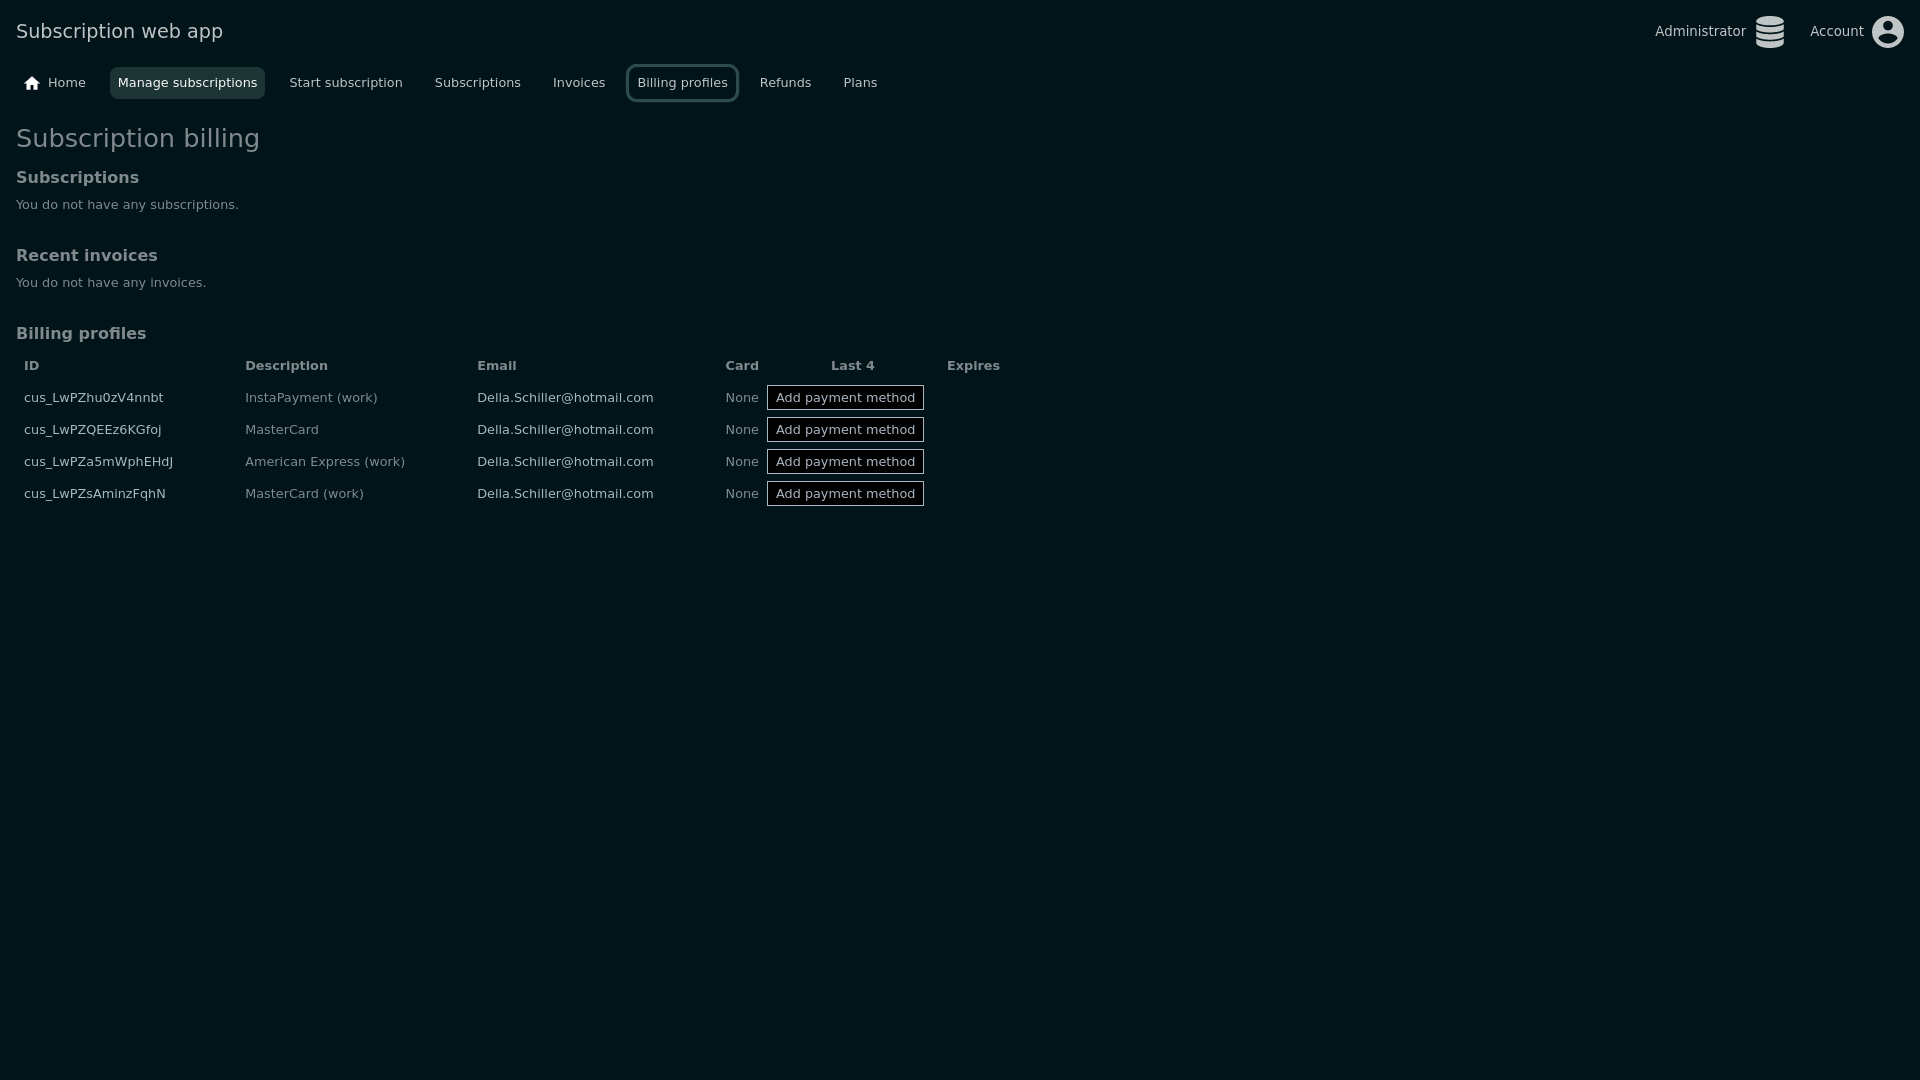 Subscription web app
Administrator
Account
Home
Manage subscriptions
Start subscription
Subscriptions
Invoices
Billing profiles
Refunds
Plans
Subscription billing
Subscriptions
You do not have any subscriptions.
Recent invoices
You do not have any invoices.
Billing profiles
ID Description Email Card Last 4 Expires
cus_LwPZhu0zV4nnbt InstaPayment (work) Della.Schiller@hotmail.com None Add payment method
cus_LwPZQEEz6KGfoj MasterCard Della.Schiller@hotmail.com None Add payment method
cus_LwPZa5mWphEHdJ American Express (work) Della.Schiller@hotmail.com None Add payment method
cus_LwPZsAminzFqhN MasterCard (work) Della.Schiller@hotmail.com None Add payment method